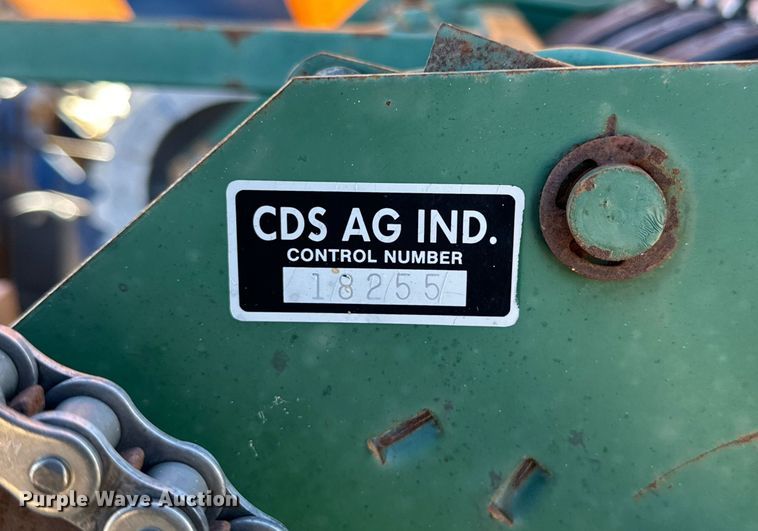 CDS AG IND.
CONTROL NUMBER
18255
Purple Wave Auction